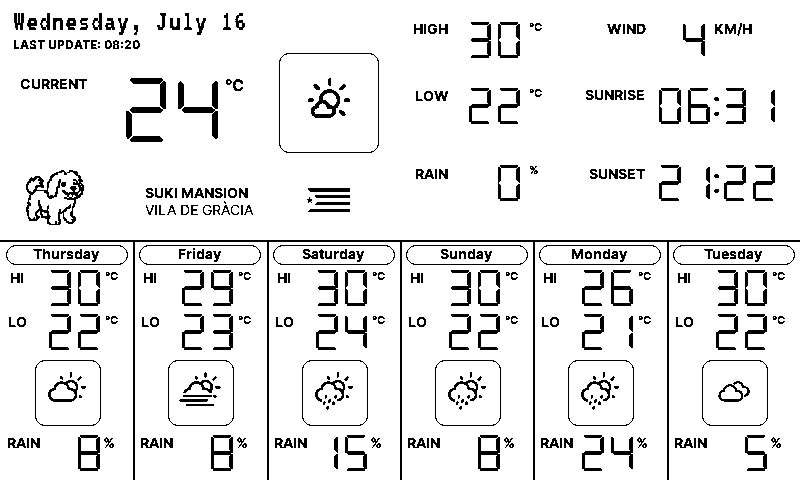 Wednesday, July 16
LAST UPDATE: 08:20
CURRENT 24 °C
HIGH 30 °C
WIND 4 KM/H
LOW 22 °C
SUNRISE 06:31
RAIN 0 %
SUNSET 21:22
SUKI MANSION
VILA DE GRÀCIA
Thursday
HI 30 °C
LO 22 °C
RAIN 8 %
Friday
HI 29 °C
LO 23 °C
RAIN 8 %
Saturday
HI 30 °C
LO 24 °C
RAIN 15 %
Sunday
HI 30 °C
LO 22 °C
RAIN 8 %
Monday
HI 26 °C
LO 21 °C
RAIN 24 %
Tuesday
HI 30 °C
LO 22 °C
RAIN 5 %